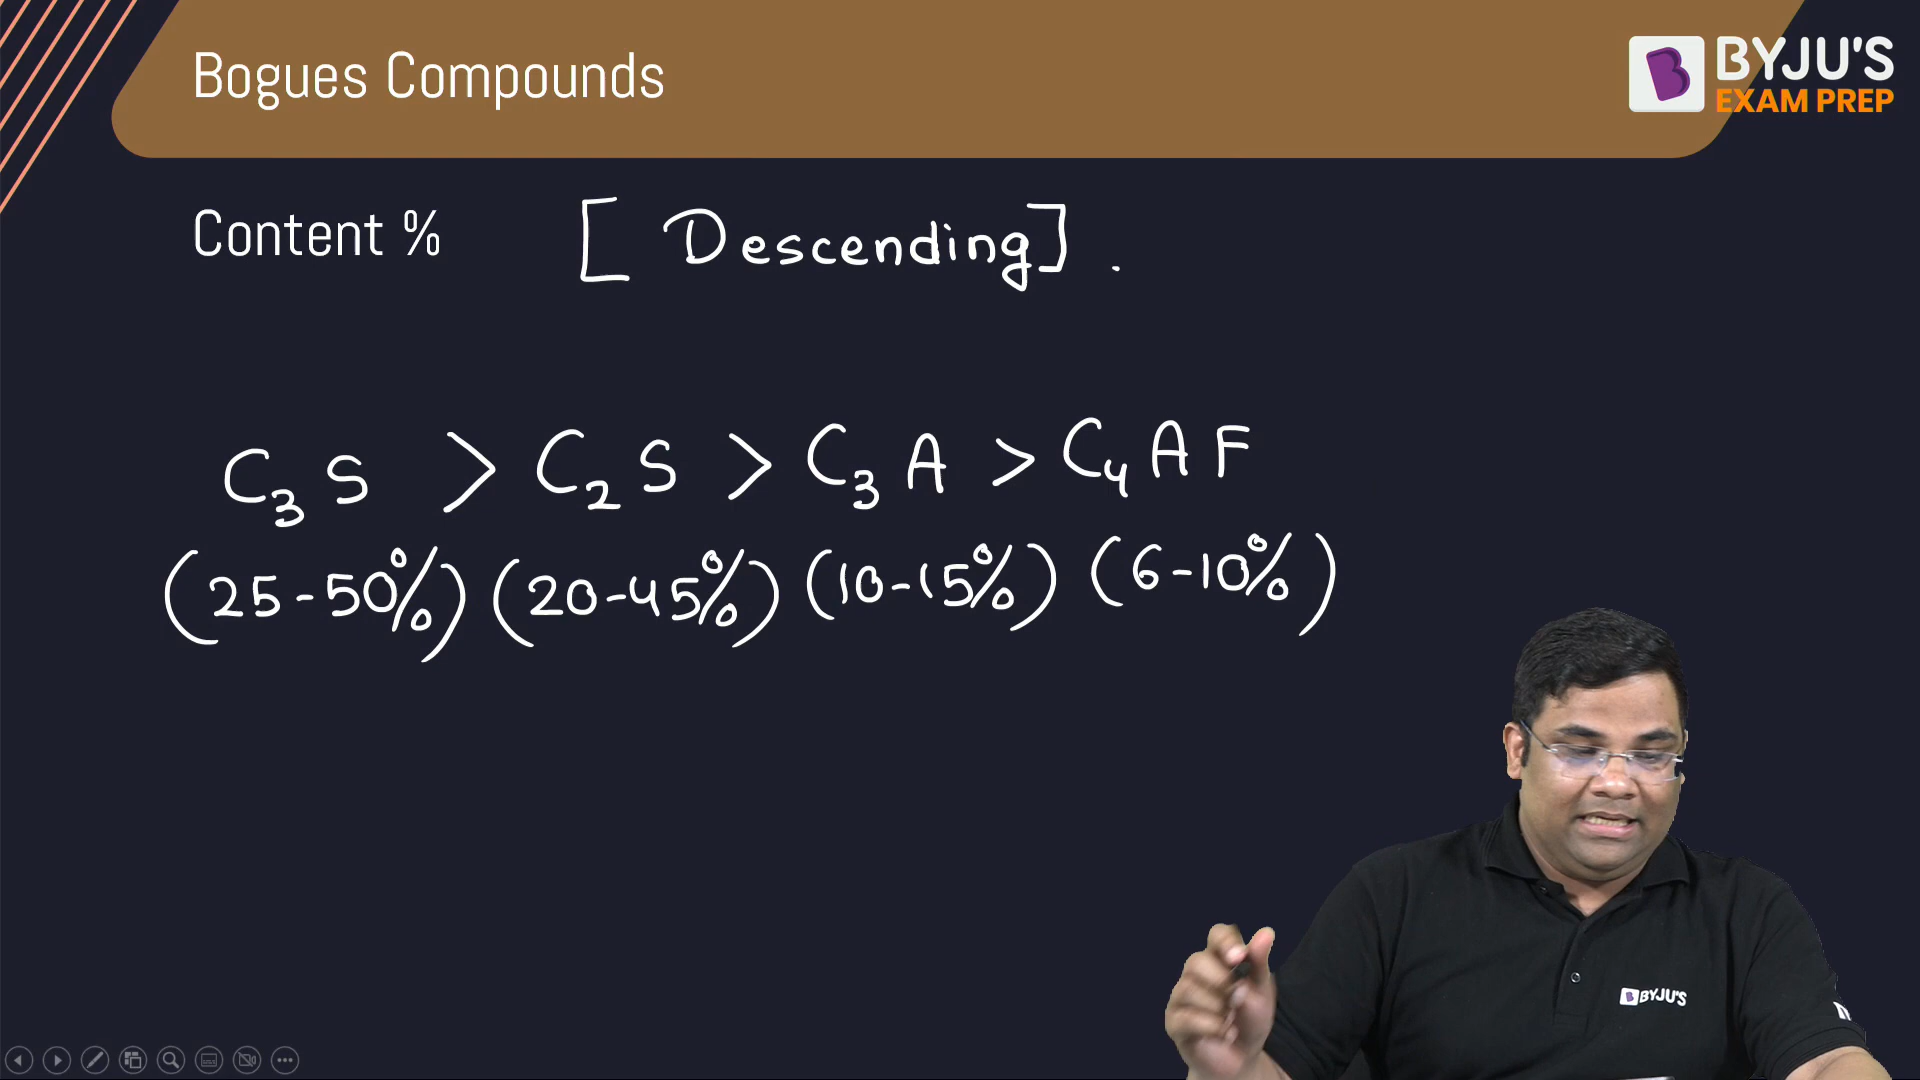 Bogues Compounds
BYJU'S
EXAM PREP
Content % [ Descending] .
C₃S > C₂S > C₃A > C₄AF
(25-50%) (20-45%) (10-15%) (6-10%)
BYJU'S